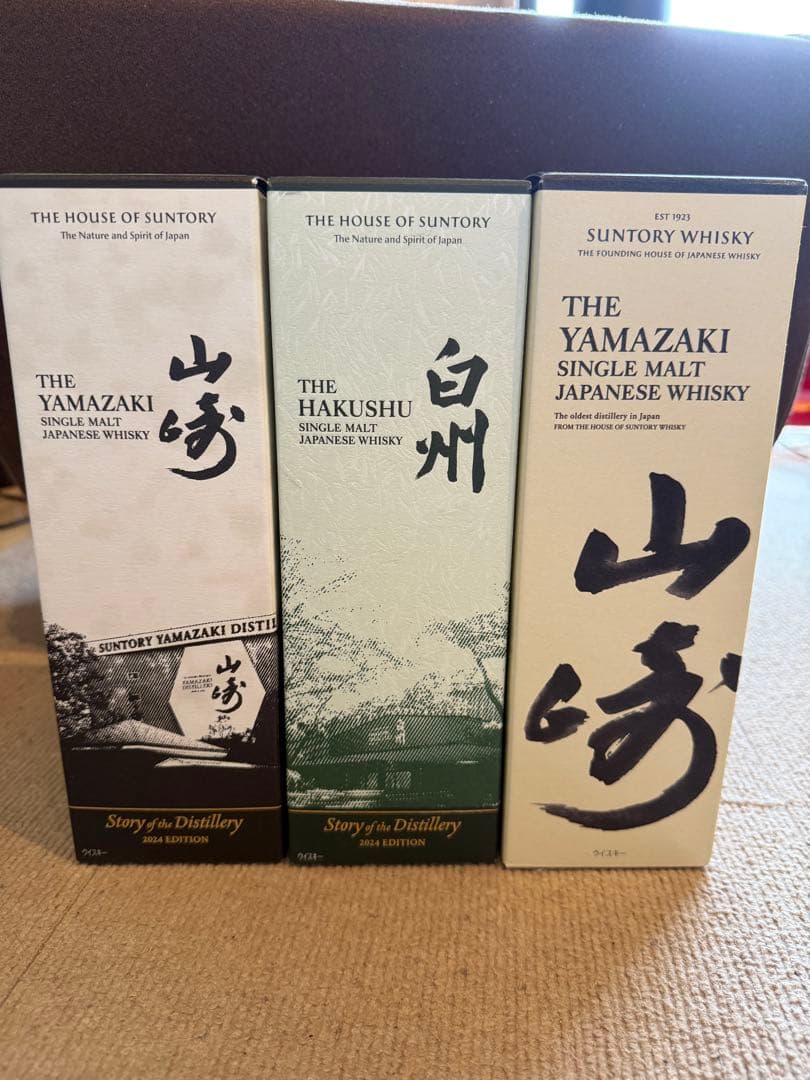 THE HOUSE OF SUNTORY
The Nature and Spirit of Japan
THE
YAMAZAKI
SINGLE MALT
JAPANESE WHISKY
山崎
SUNTORY YAMAZAKI DISTI
YAMAZAKI
DISTILLERY
山崎
Story of the Distillery
2024 EDITION
ウイスキー
THE HOUSE OF SUNTORY
The Nature and Spirit of Japan
THE
HAKUSHU
SINGLE MALT
JAPANESE WHISKY
白州
Story of the Distillery
2024 EDITION
ウイスキー
EST 1923
SUNTORY WHISKY
THE FOUNDING HOUSE OF JAPANESE WHISKY
THE
YAMAZAKI
SINGLE MALT
JAPANESE WHISKY
The oldest distillery in Japan
FROM THE HOUSE OF SUNTORY WHISKY
山崎
ウイスキー